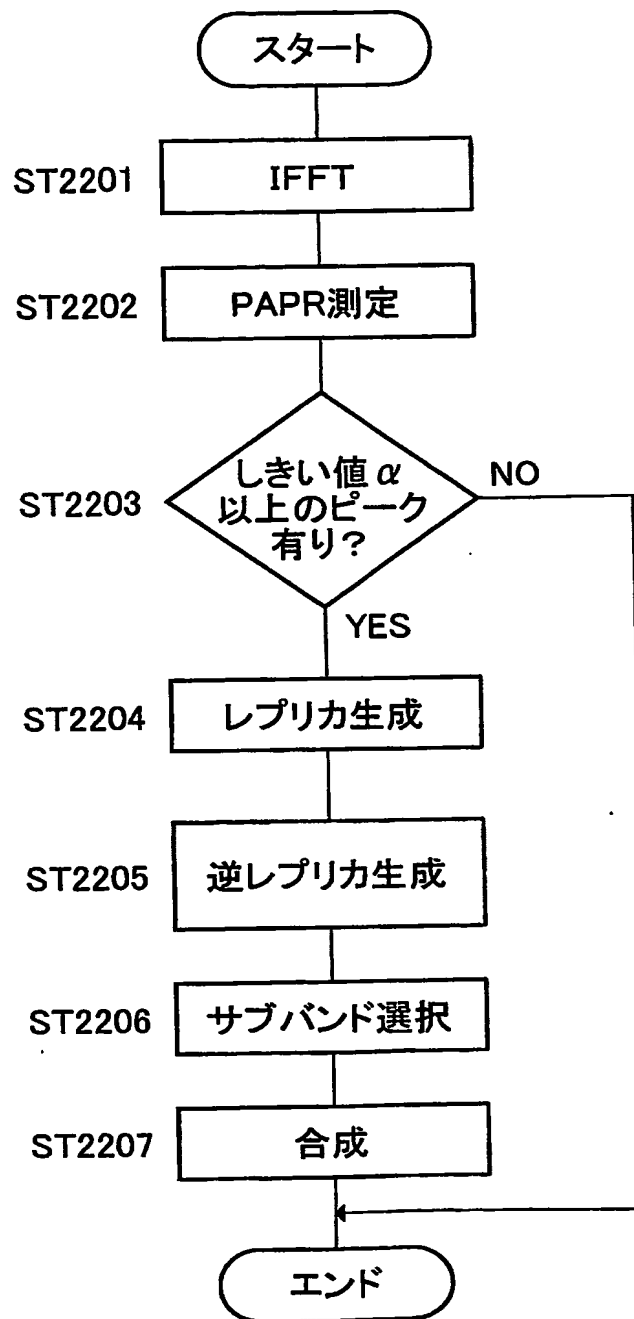 スタート
ST2201
IFFT
ST2202
PAPR測定
ST2203
しきい値α
以上のピーク
有り?
NO
YES
ST2204
レプリカ生成
ST2205
逆レプリカ生成
ST2206
サブバンド選択
ST2207
合成
エンド